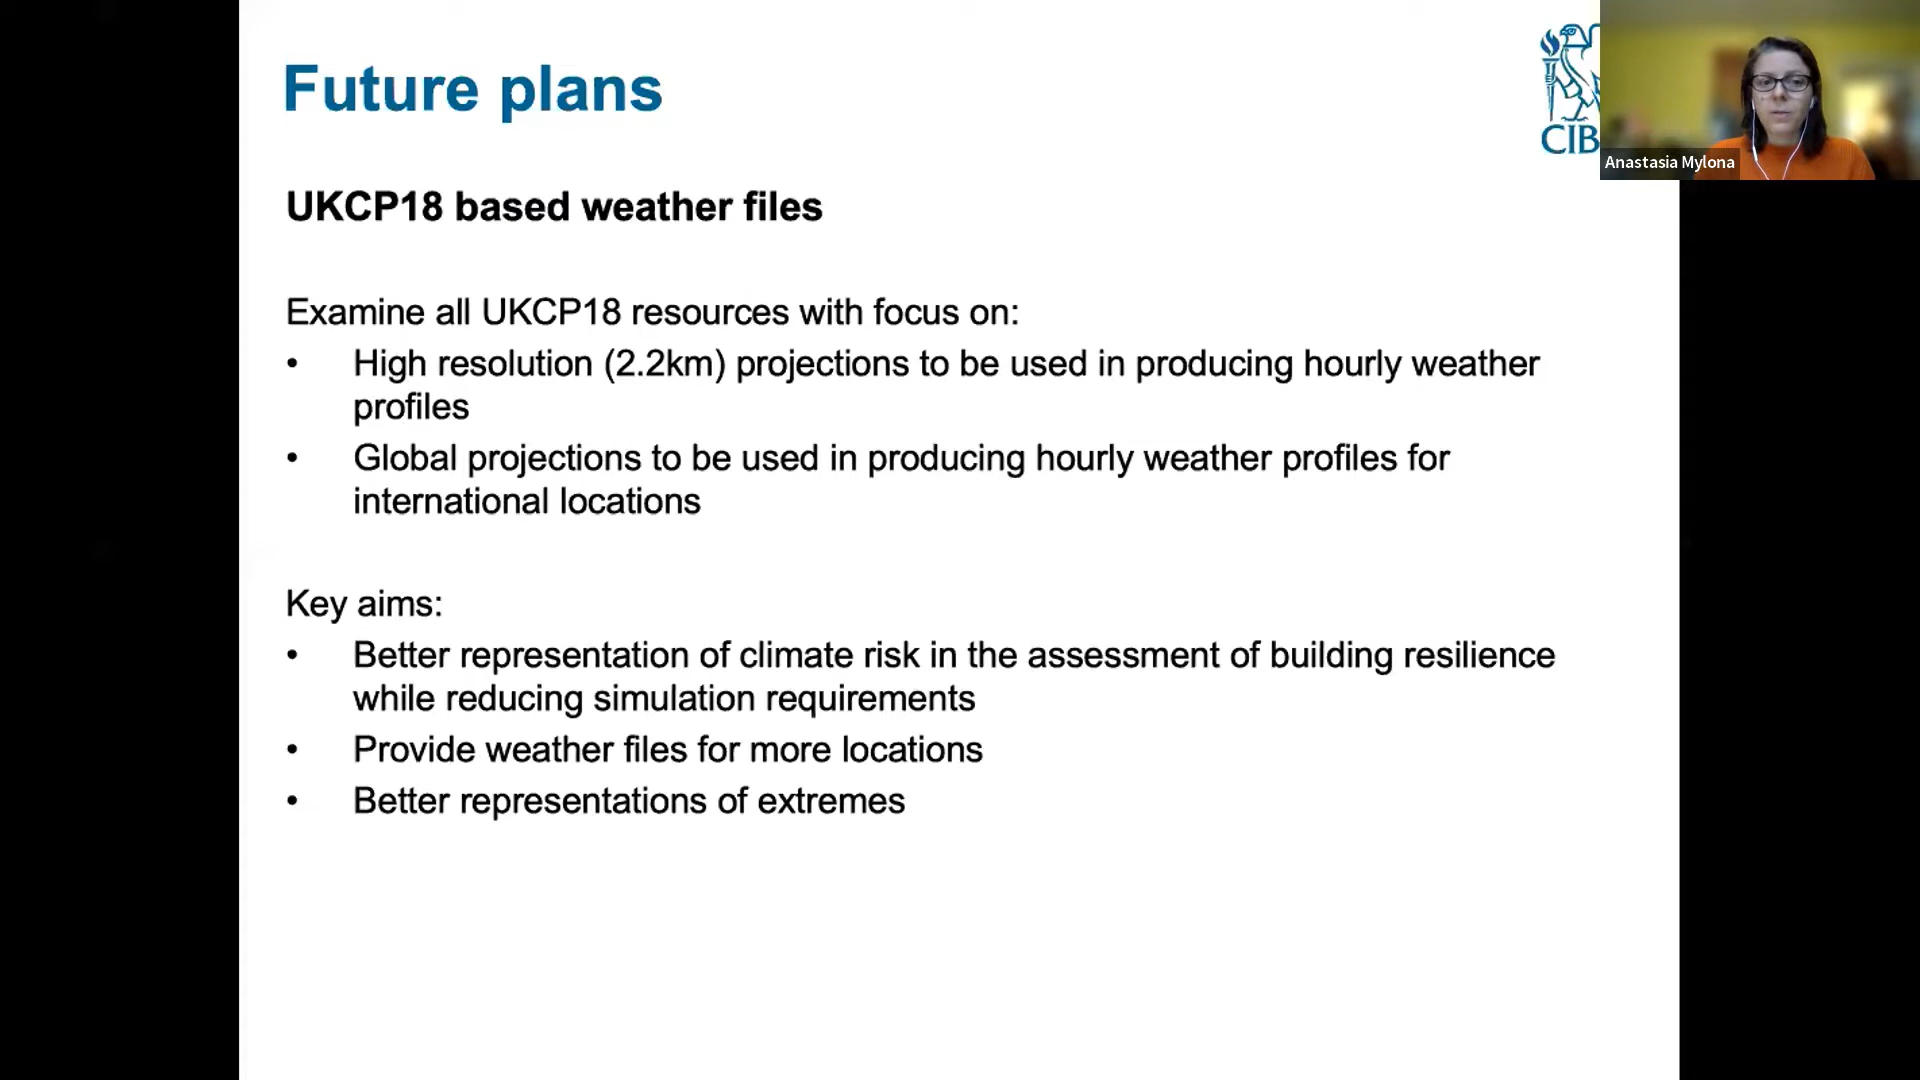 Future plans
CIB
Anastasia Mylona
UKCP18 based weather files
Examine all UKCP18 resources with focus on:
• High resolution (2.2km) projections to be used in producing hourly weather
profiles
• Global projections to be used in producing hourly weather profiles for
international locations
Key aims:
• Better representation of climate risk in the assessment of building resilience
while reducing simulation requirements
• Provide weather files for more locations
• Better representations of extremes